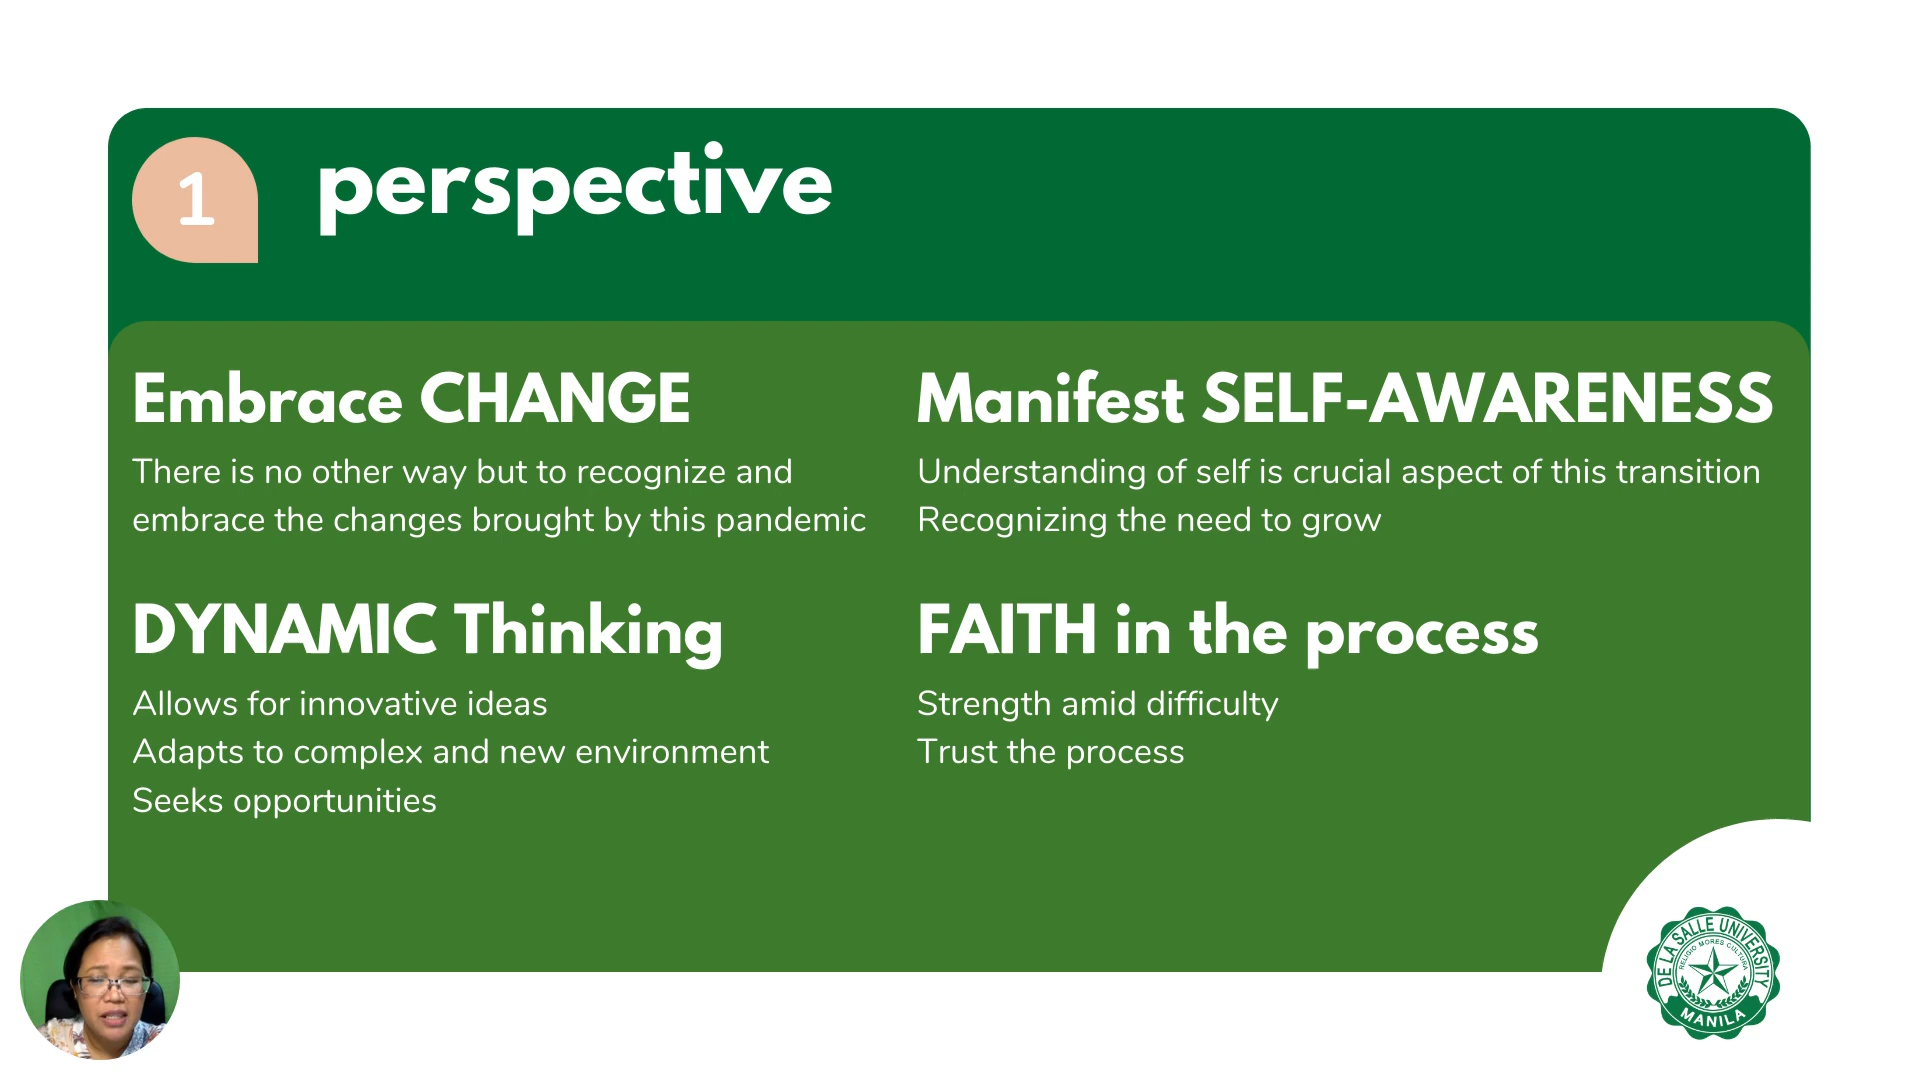 1
perspective
Embrace CHANGE
There is no other way but to recognize and
embrace the changes brought by this pandemic
Manifest SELF-AWARENESS
Understanding of self is crucial aspect of this transition
Recognizing the need to grow
DYNAMIC Thinking
Allows for innovative ideas
Adapts to complex and new environment
Seeks opportunities
FAITH in the process
Strength amid difficulty
Trust the process
DE LA SALLE UNIVERSITY
RELIGIO MORES CULTURA
MANILA